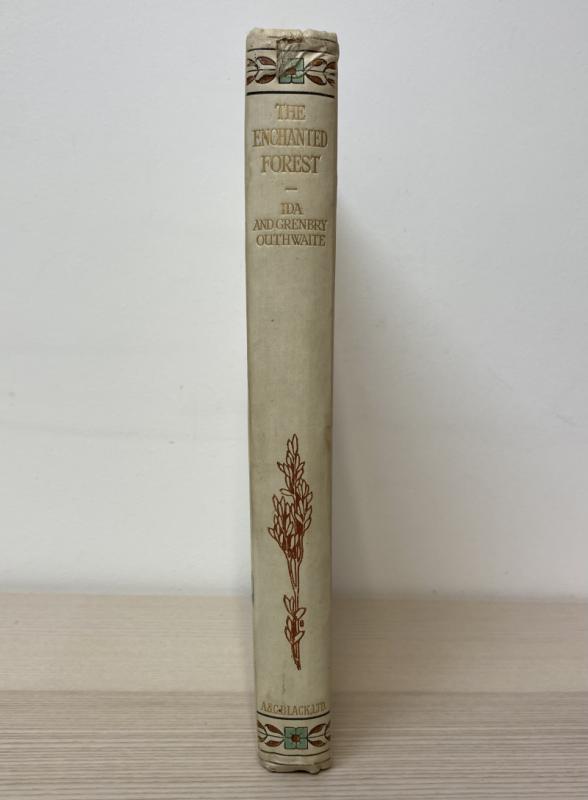 THE
ENCHANTED
FOREST
—
IDA
AND GRENBRY
OUTHWAITE
A&C.BLACK,LTD.